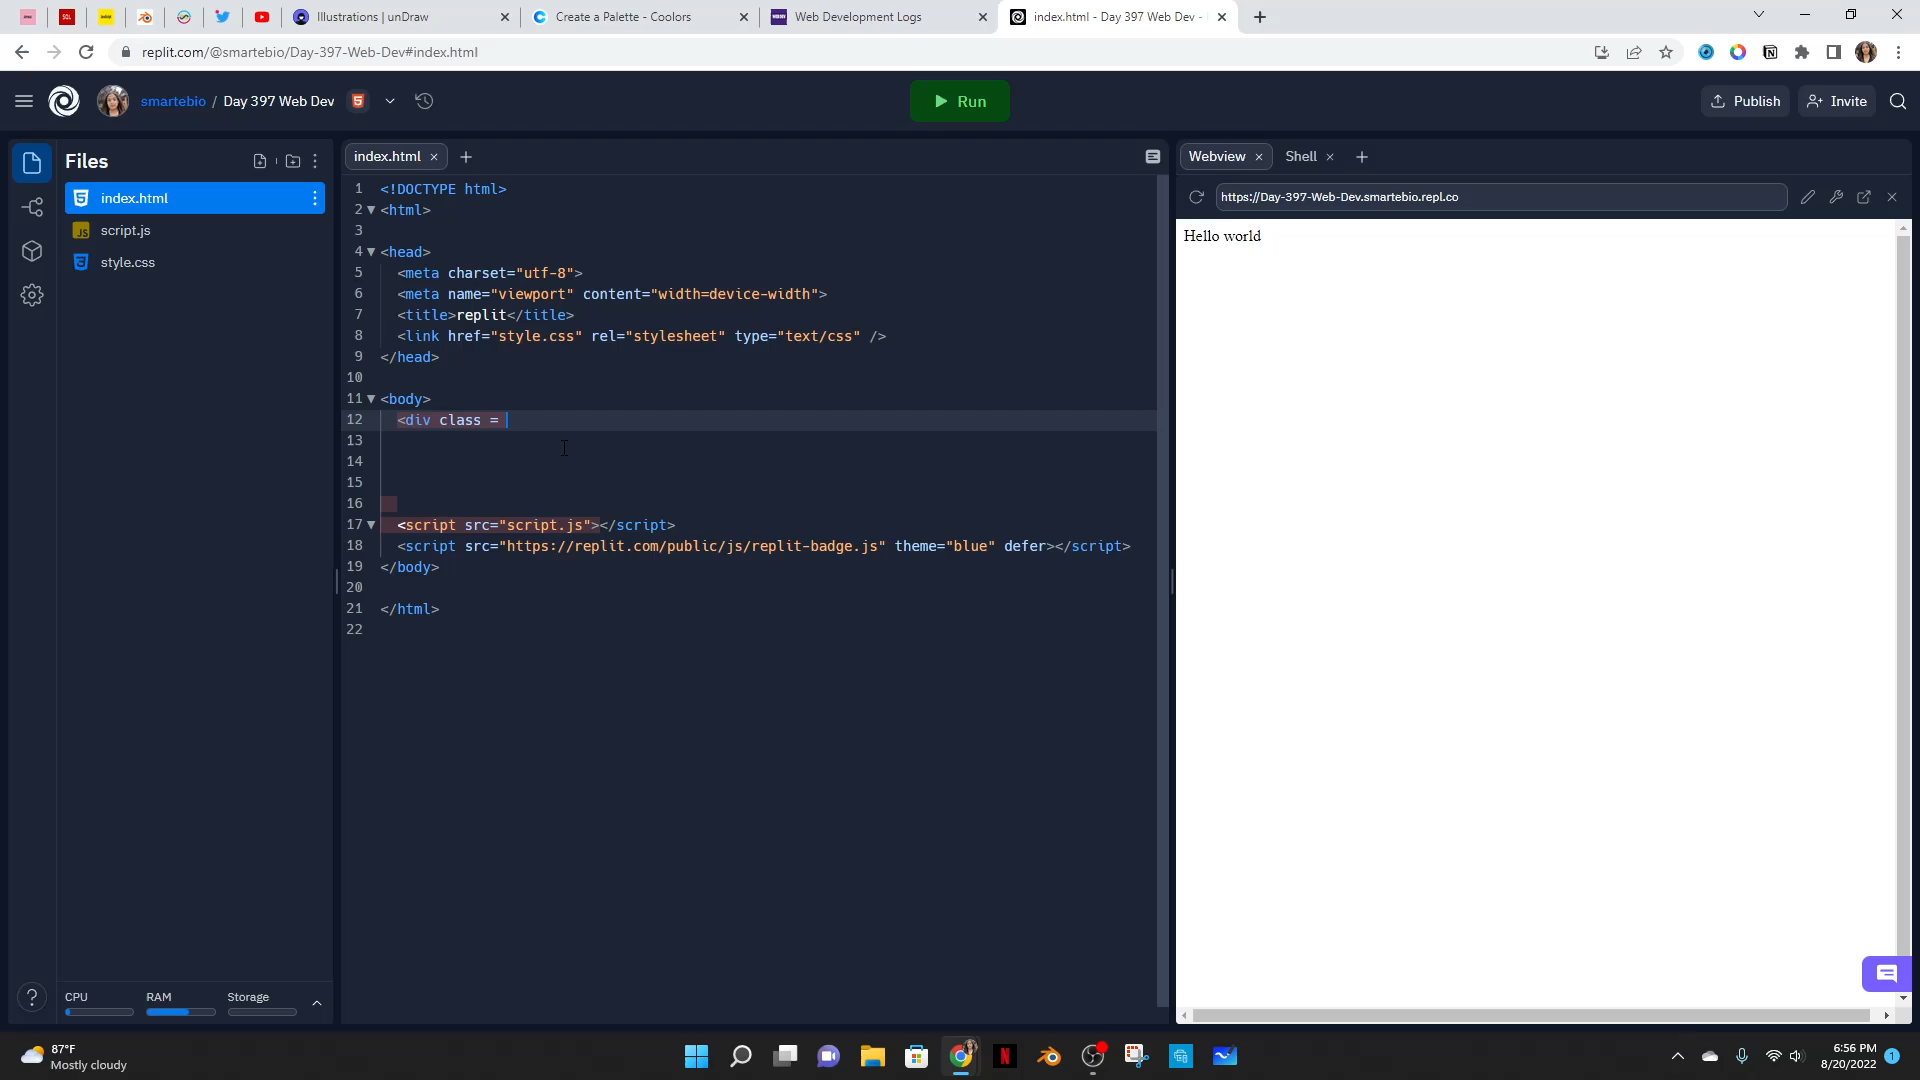 Illustrations | unDraw
Create a Palette - Coolors
Web Development Logs
index.html - Day 397 Web Dev -
replit.com/@smartebio/Day-397-Web-Dev#index.html
smartebio / Day 397 Web Dev
Run
Publish
Invite
Files
index.html
script.js
style.css
index.html
1 <!DOCTYPE html>
2 <html>
3
4 <head>
5 <meta charset="utf-8">
6 <meta name="viewport" content="width=device-width">
7 <title>replit</title>
8 <link href="style.css" rel="stylesheet" type="text/css" />
9 </head>
10
11 <body>
12 <div class =
13
14
15
16
17 <script src="script.js"></script>
18 <script src="https://replit.com/public/js/replit-badge.js" theme="blue" defer></script>
19 </body>
20
21 </html>
22
Webview
Shell
https://Day-397-Web-Dev.smartebio.repl.co
Hello world
CPU
RAM
Storage
87°F
Mostly cloudy
6:56 PM
8/20/2022
1